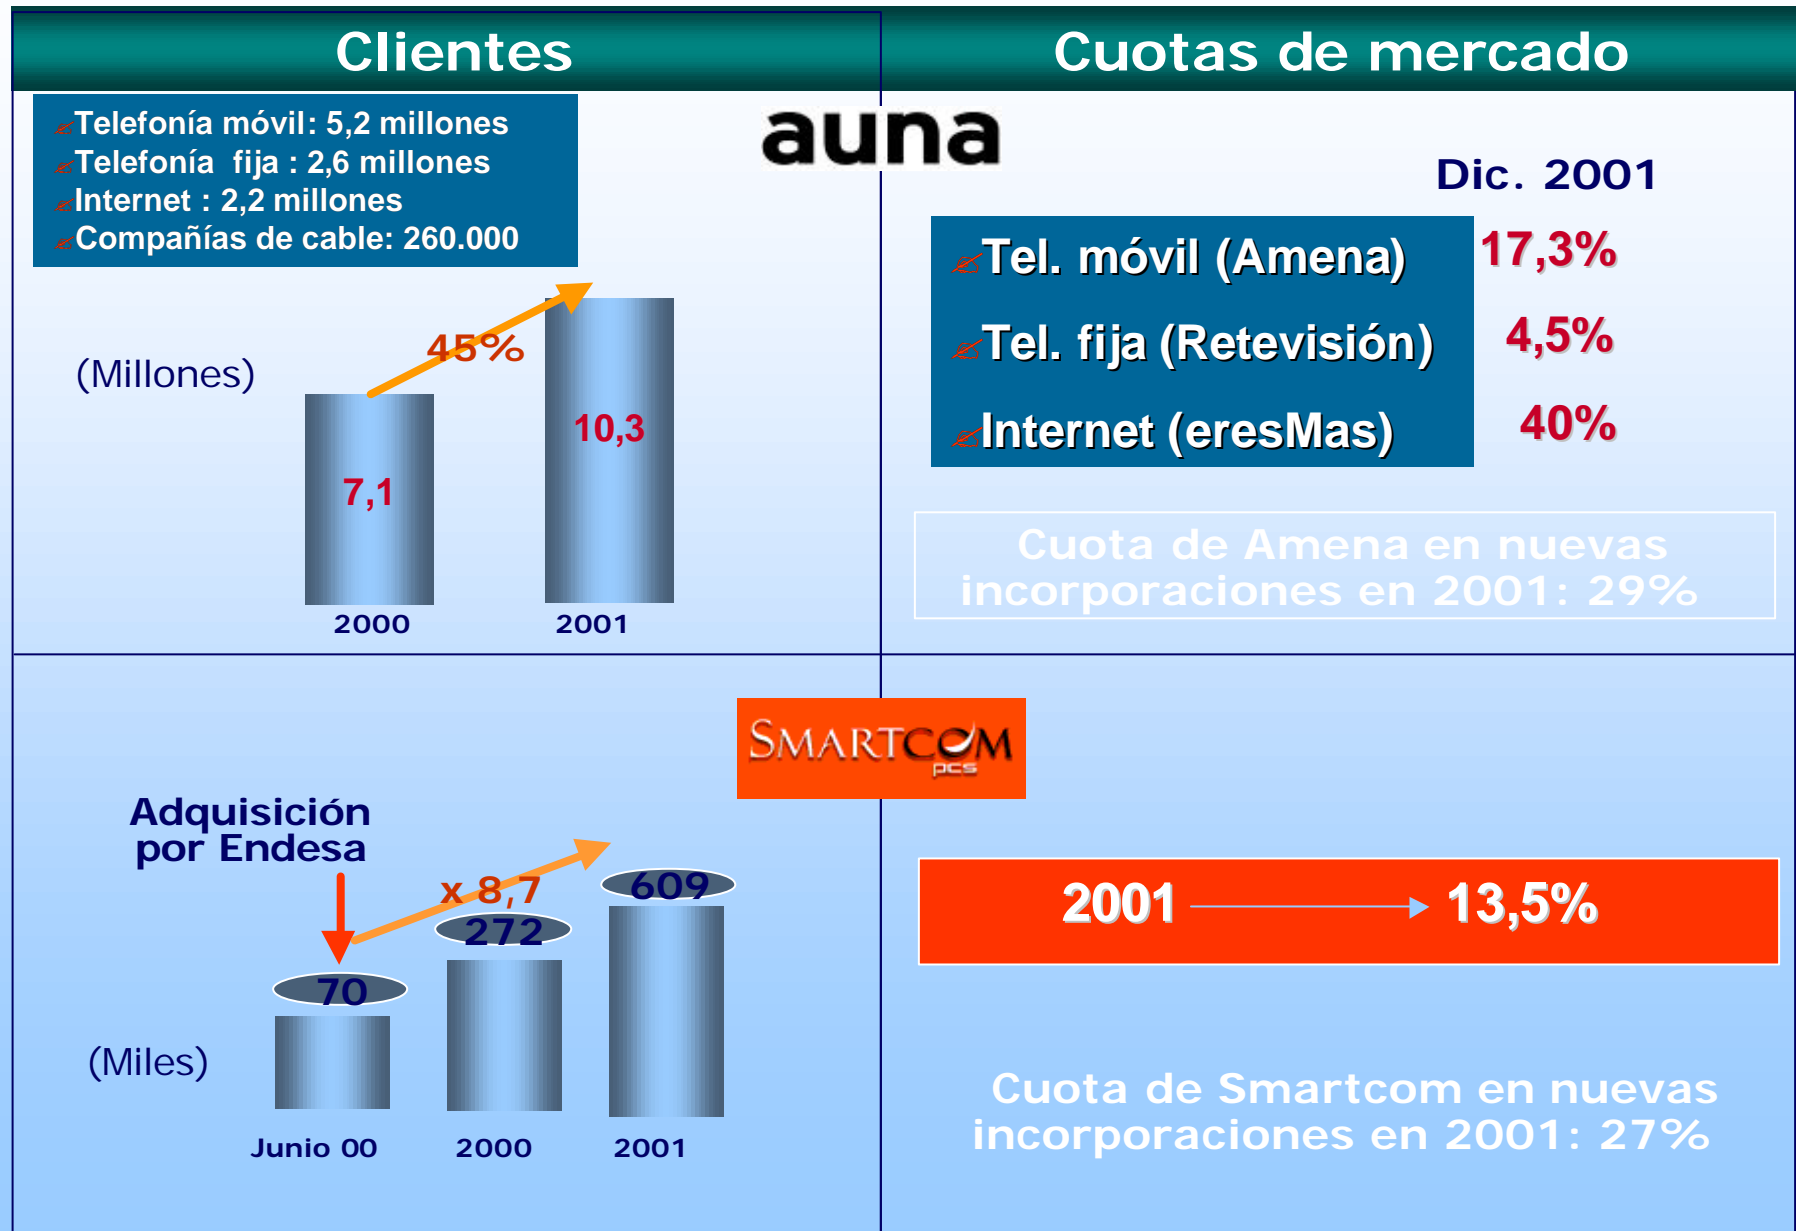 Clientes
Cuotas de mercado
Telefonía móvil: 5,2 millones
Telefonía fija : 2,6 millones
Internet : 2,2 millones
Compañías de cable: 260.000
auna
Dic. 2001
Tel. móvil (Amena) 17,3%
Tel. fija (Retevisión) 4,5%
Internet (eresMas) 40%
(Millones)
45%
7,1
10,3
2000
2001
Cuota de Amena en nuevas
incorporaciones en 2001: 29%
SMARTCOM
pcs
Adquisición
por Endesa
x 8,7
70
272
609
(Miles)
Junio 00
2000
2001
2001 13,5%
Cuota de Smartcom en nuevas
incorporaciones en 2001: 27%